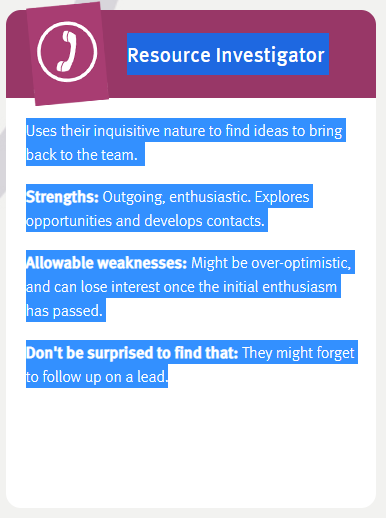 Resource Investigator
Uses their inquisitive nature to find ideas to bring
back to the team.
Strengths: Outgoing, enthusiastic. Explores
opportunities and develops contacts.
Allowable weaknesses: Might be over-optimistic,
and can lose interest once the initial enthusiasm
has passed.
Don't be surprised to find that: They might forget
to follow up on a lead.